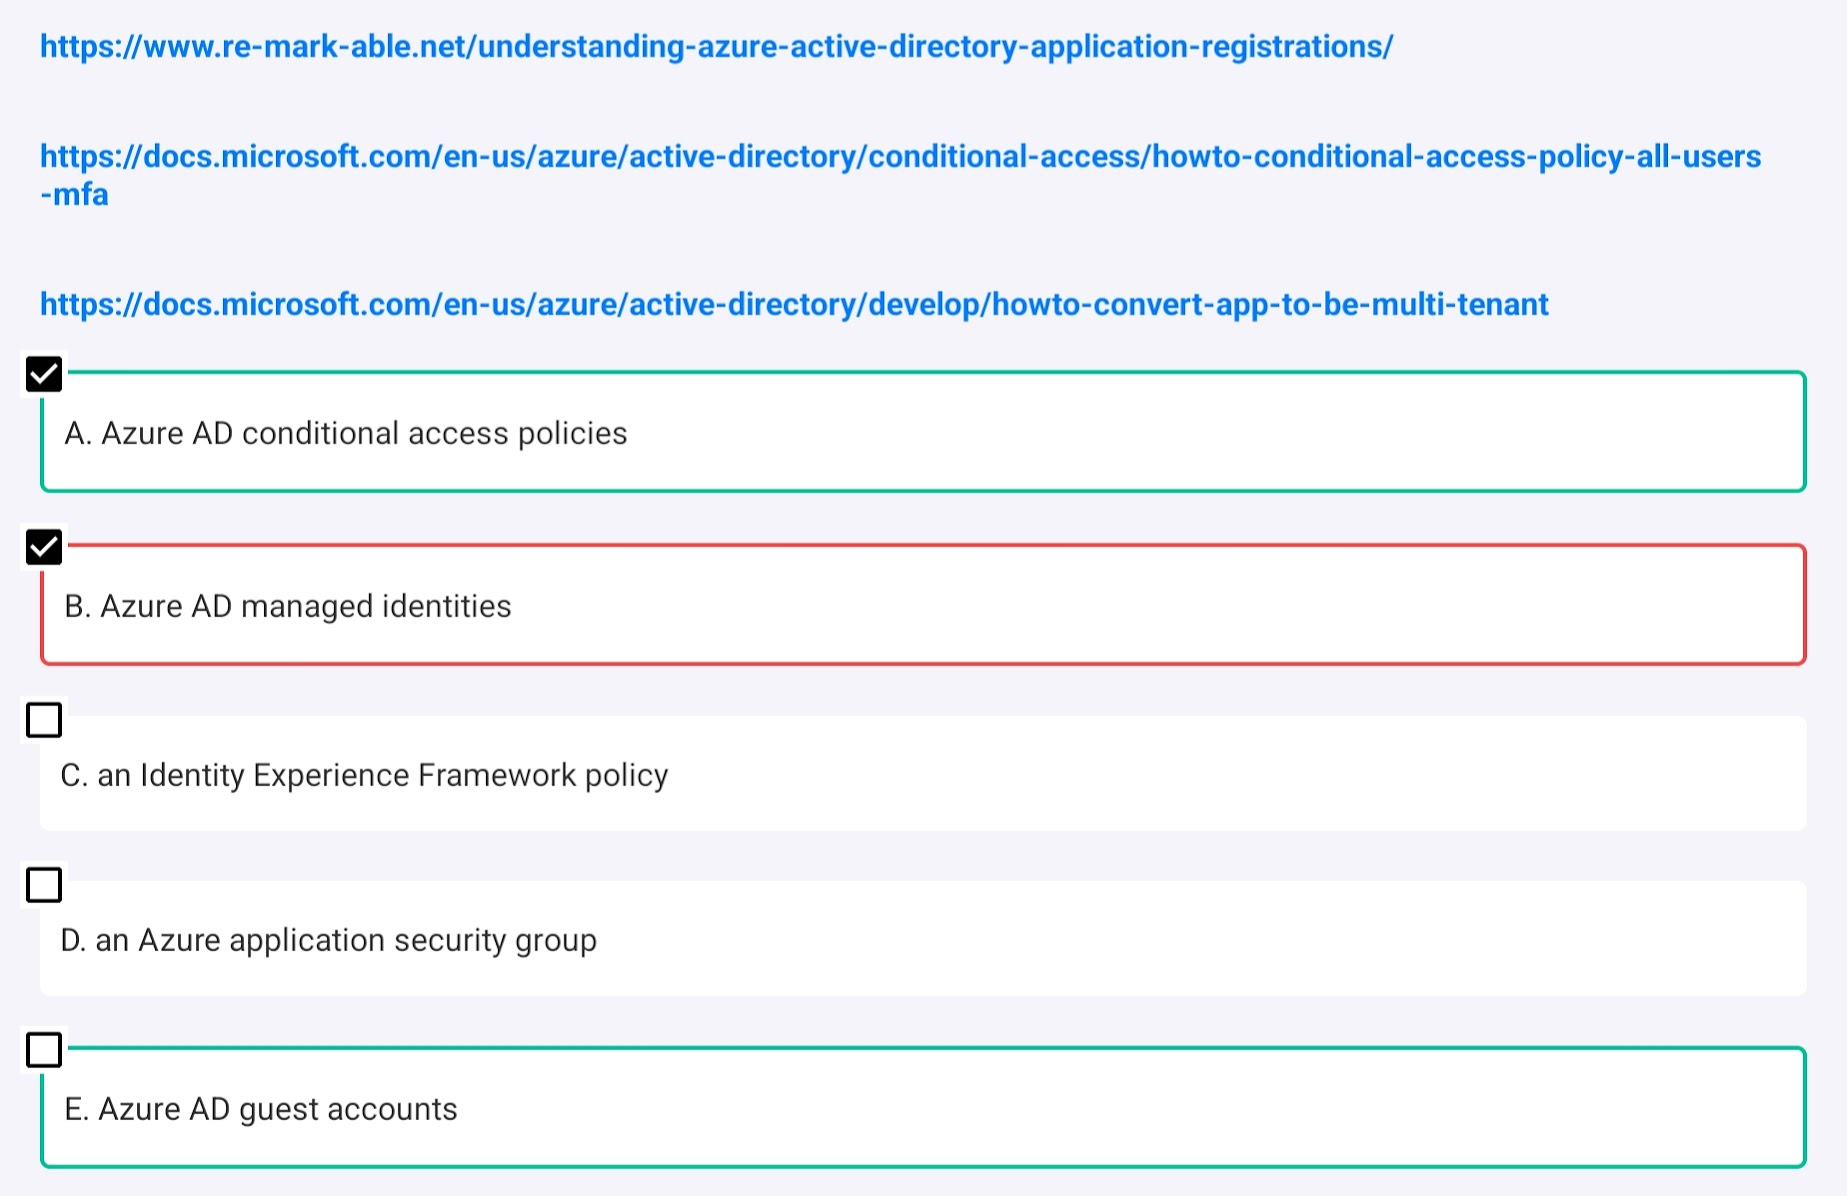 https://www.re-mark-able.net/understanding-azure-active-directory-application-registrations/
https://docs.microsoft.com/en-us/azure/active-directory/conditional-access/howto-conditional-access-policy-all-users
-mfa
https://docs.microsoft.com/en-us/azure/active-directory/develop/howto-convert-app-to-be-multi-tenant
A. Azure AD conditional access policies
B. Azure AD managed identities
C. an Identity Experience Framework policy
D. an Azure application security group
E. Azure AD guest accounts